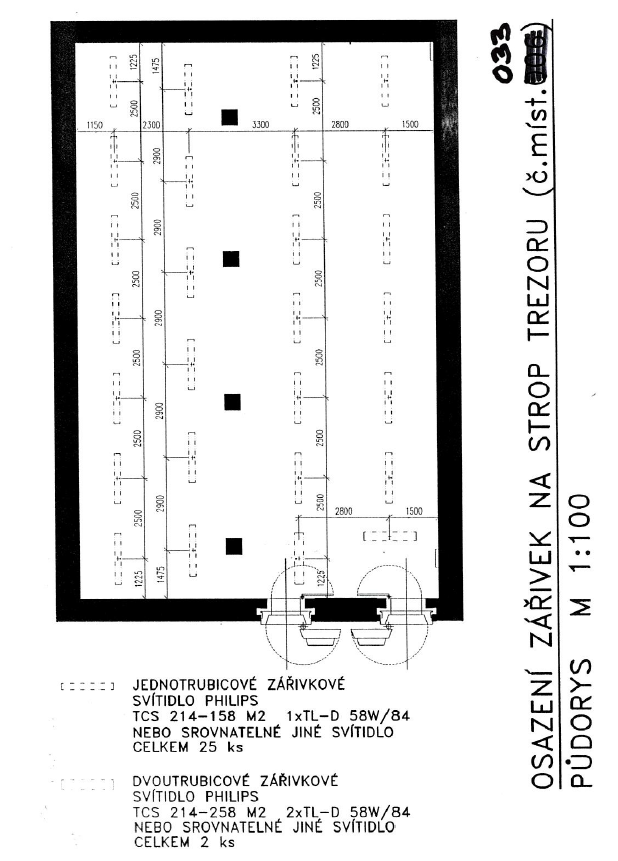 1225
1475
1225
2500
2500
1150
2300
3300
2800
1500
2900
2500
2500
2900
2500
2500
2900
2500
2500
2900
2500
2500
2900
2500
2500
2800
1500
1225
1475
1225
OSAZENÍ ZÁŘIVEK NA STROP TREZORU (č.míst. )
033
PŮDORYS M 1:100
JEDNOTRUBICOVÉ ZÁŘIVKOVÉ
SVÍTIDLO PHILIPS
TCS 214-158 M2 1xTL-D 58W/84
NEBO SROVNATELNÉ JINÉ SVÍTIDLO
CELKEM 25 ks
DVOUTRUBICOVÉ ZÁŘIVKOVÉ
SVÍTIDLO PHILIPS
TCS 214-258 M2 2xTL-D 58W/84
NEBO SROVNATELNÉ JINÉ SVÍTIDLO
CELKEM 2 ks